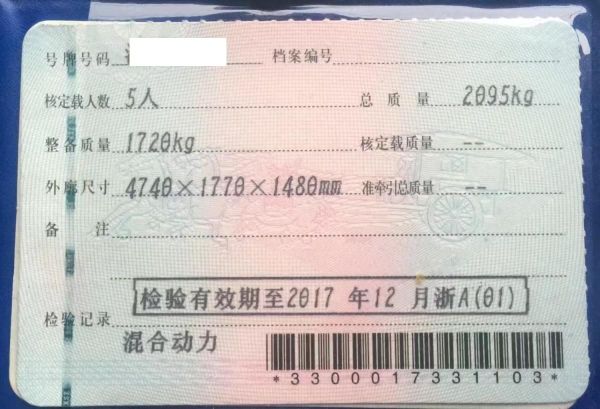 号牌号码 档案编号
核定载人数 5人 总质量 2095kg
整备质量 1720kg 核定载质量 --
外廓尺寸 4740×1770×1480mm 准牵引总质量 --
备注
检验记录 检验有效期至2017 年12 月浙A(01)
混合动力
*3300017331103*